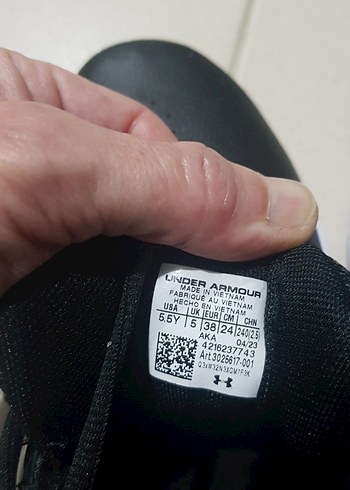 UNDER ARMOUR
MADE IN VIETNAM
FABRIQUÉ AU VIETNAM
HECHO EN VIETNAM
USA UK EUR CM CHN
5.5Y 5 38 24 240(2.5)
AKA 04/23
4216237743
Art.3025617-001